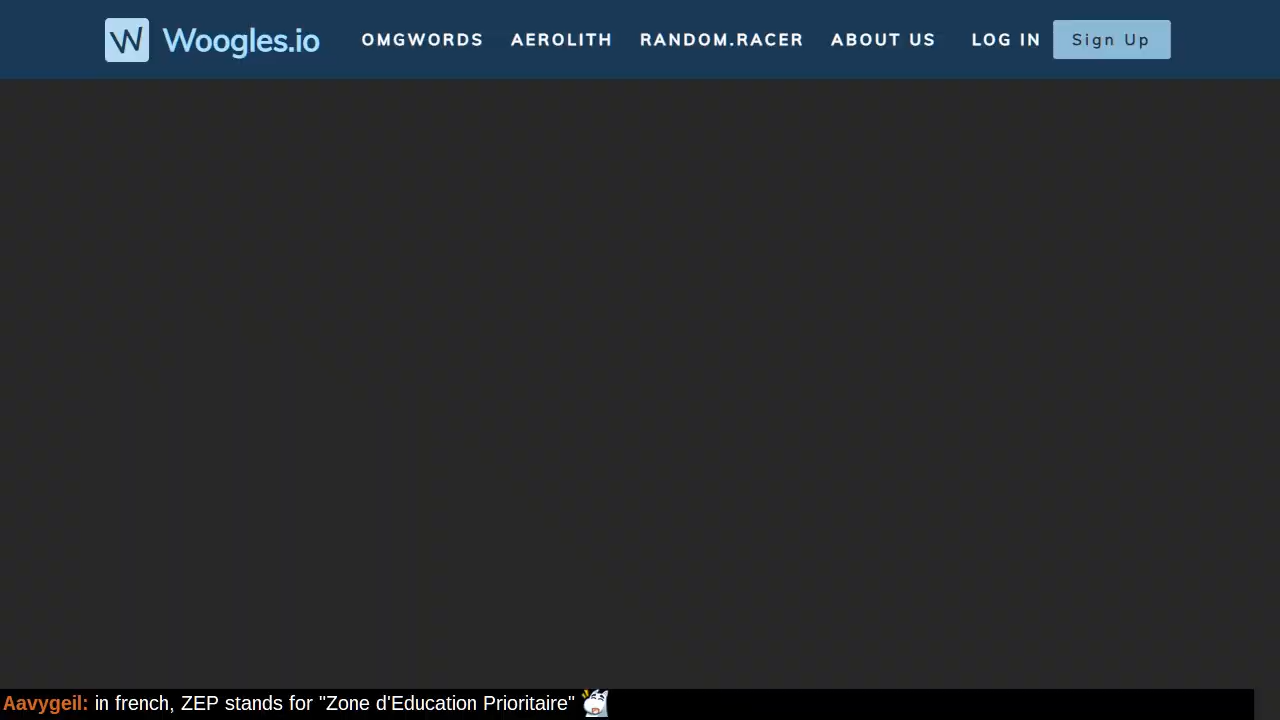 W Woogles.io OMGWORDS AEROLITH RANDOM.RACER ABOUT US LOG IN Sign Up
Aavygeil: in french, ZEP stands for "Zone d'Education Prioritaire"